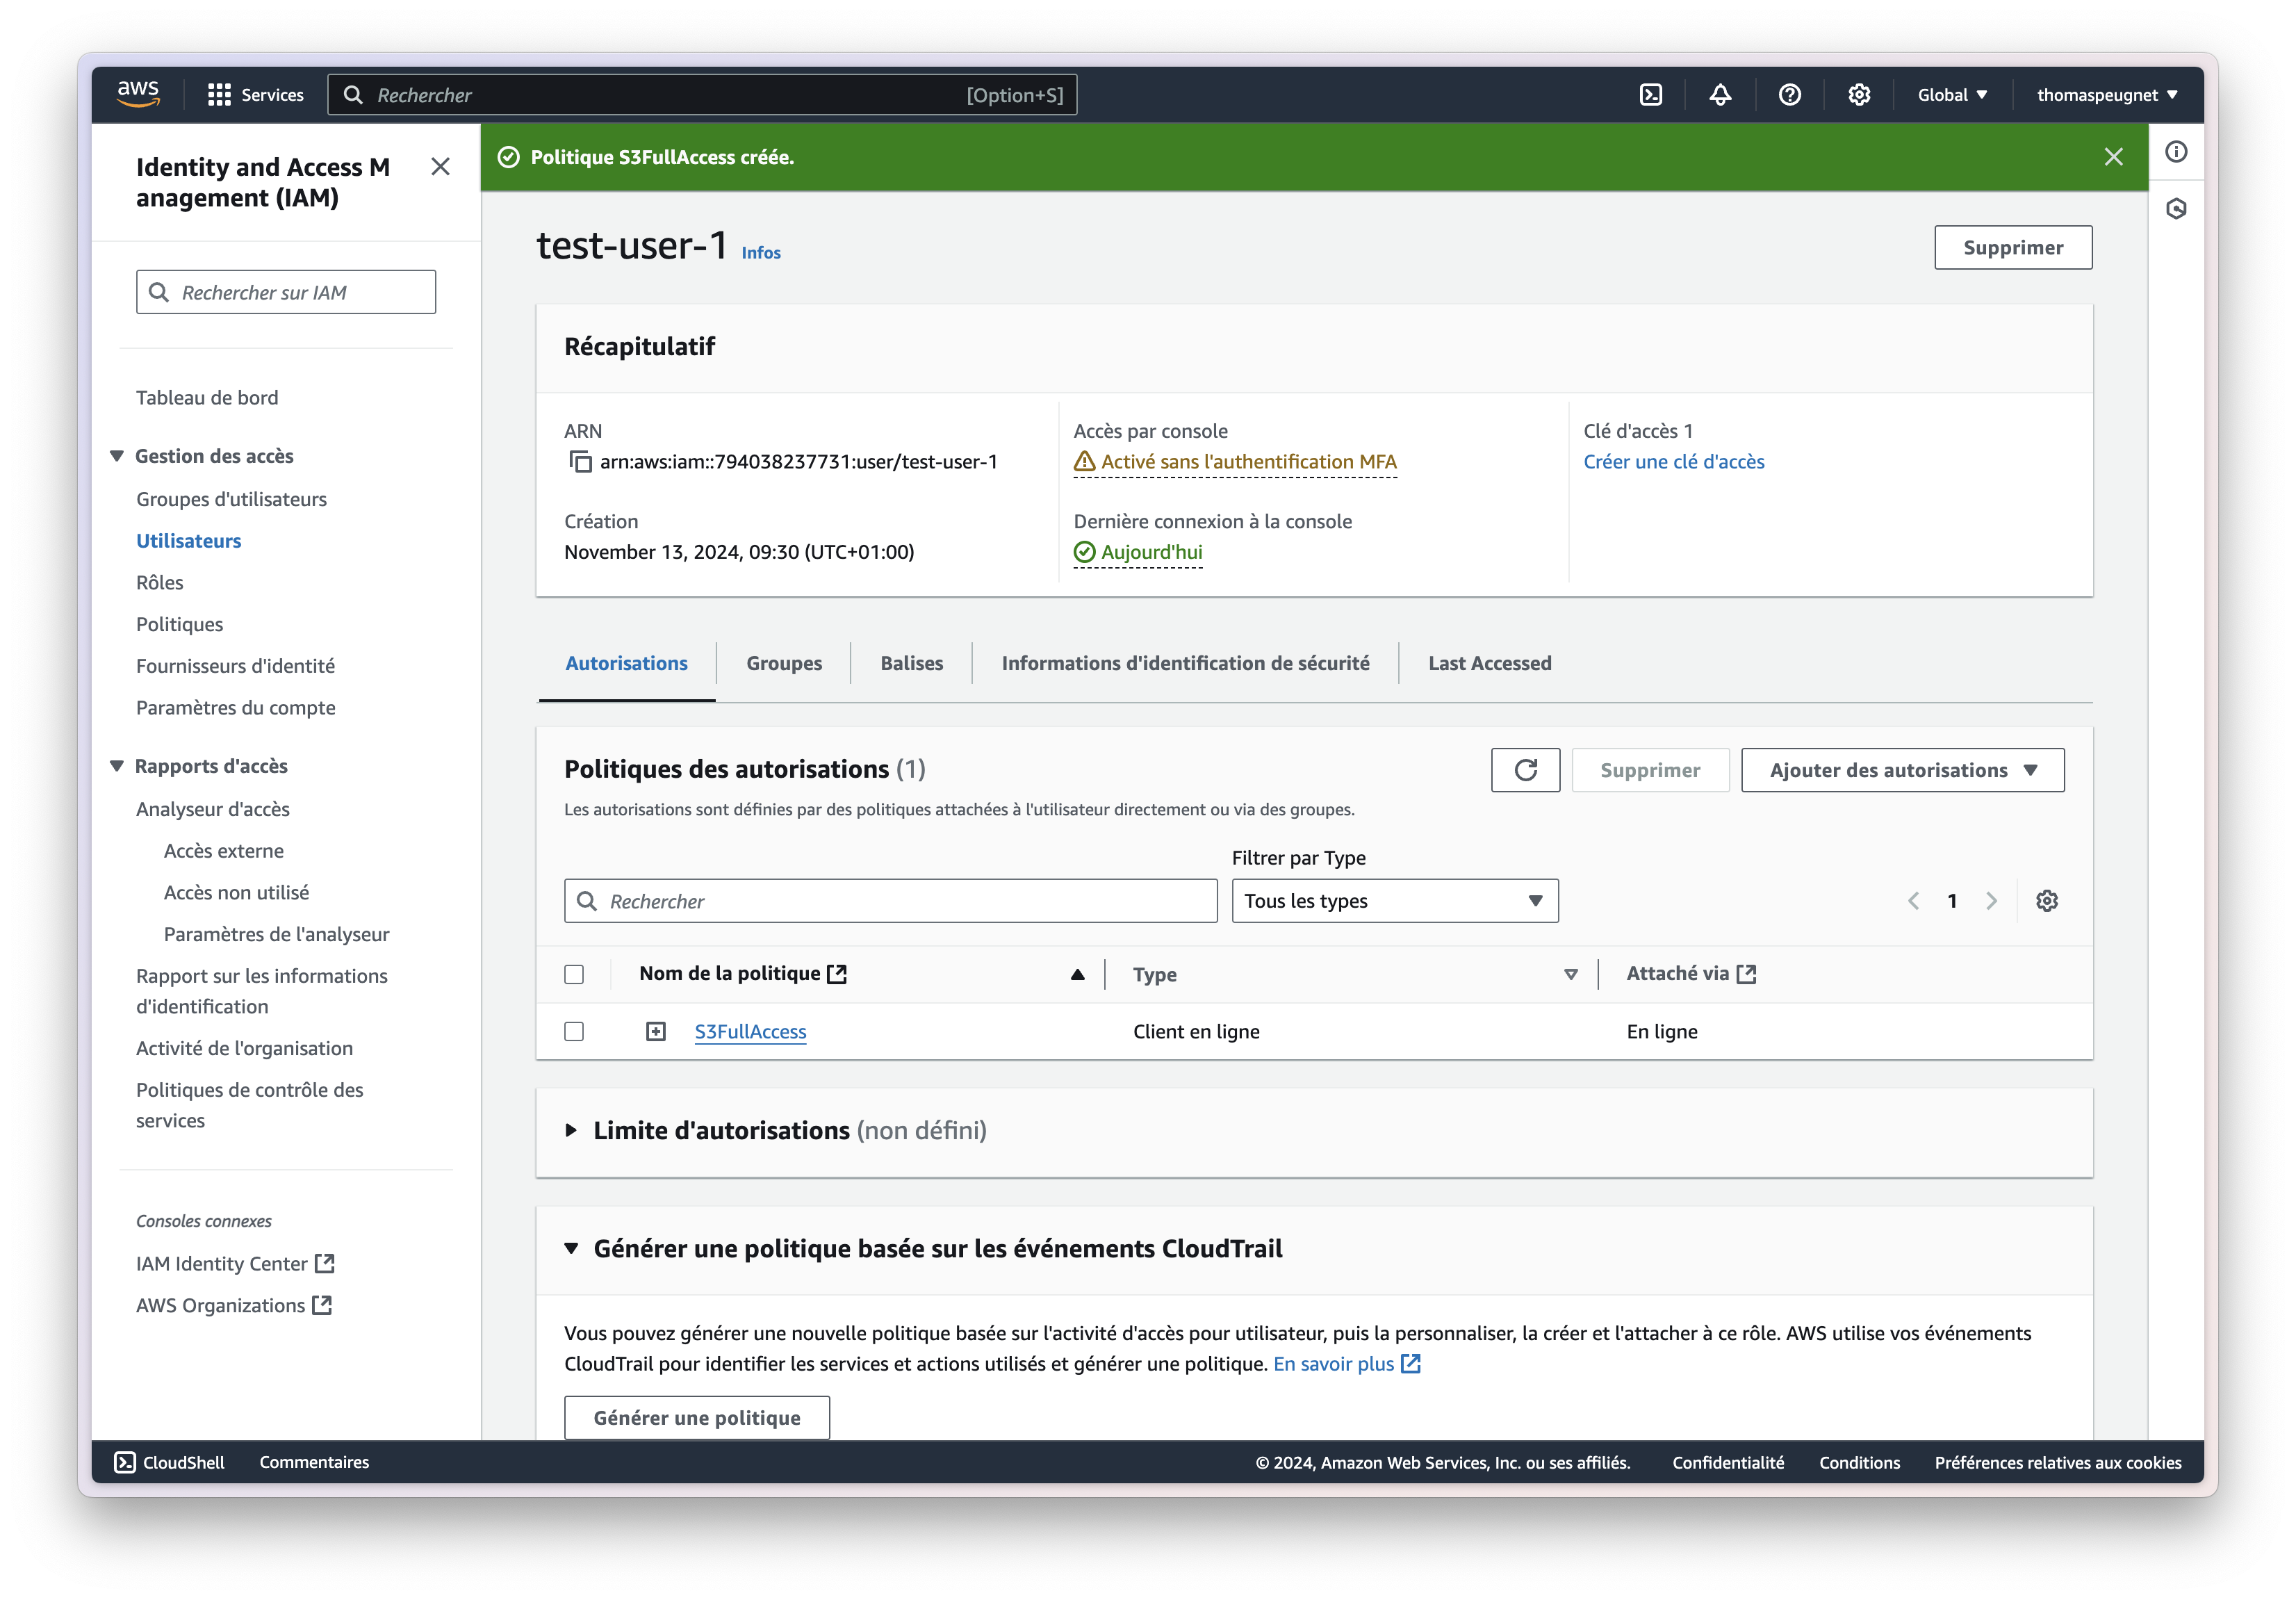 aws
Services
Rechercher
[Option+S]
Global
thomaspeugnet
Identity and Access M
anagement (IAM)
Rechercher sur IAM
Tableau de bord
Gestion des accès
Groupes d'utilisateurs
Utilisateurs
Rôles
Politiques
Fournisseurs d'identité
Paramètres du compte
Rapports d'accès
Analyseur d'accès
Accès externe
Accès non utilisé
Paramètres de l'analyseur
Rapport sur les informations
d'identification
Activité de l'organisation
Politiques de contrôle des
services
Consoles connexes
IAM Identity Center
AWS Organizations
Politique S3FullAccess créée.
test-user-1
Infos
Supprimer
Récapitulatif
ARN
arn:aws:iam::794038237731:user/test-user-1
Création
November 13, 2024, 09:30 (UTC+01:00)
Accès par console
Activé sans l'authentification MFA
Dernière connexion à la console
Aujourd'hui
Clé d'accès 1
Créer une clé d'accès
Autorisations
Groupes
Balises
Informations d'identification de sécurité
Last Accessed
Politiques des autorisations (1)
Supprimer
Ajouter des autorisations
Les autorisations sont définies par des politiques attachées à l'utilisateur directement ou via des groupes.
Filtrer par Type
Rechercher
Tous les types
1
Nom de la politique
Type
Attaché via
S3FullAccess
Client en ligne
En ligne
Limite d'autorisations (non défini)
Générer une politique basée sur les événements CloudTrail
Vous pouvez générer une nouvelle politique basée sur l'activité d'accès pour utilisateur, puis la personnaliser, la créer et l'attacher à ce rôle. AWS utilise vos événements
CloudTrail pour identifier les services et actions utilisés et générer une politique. En savoir plus
Générer une politique
CloudShell
Commentaires
© 2024, Amazon Web Services, Inc. ou ses affiliés.
Confidentialité
Conditions
Préférences relatives aux cookies